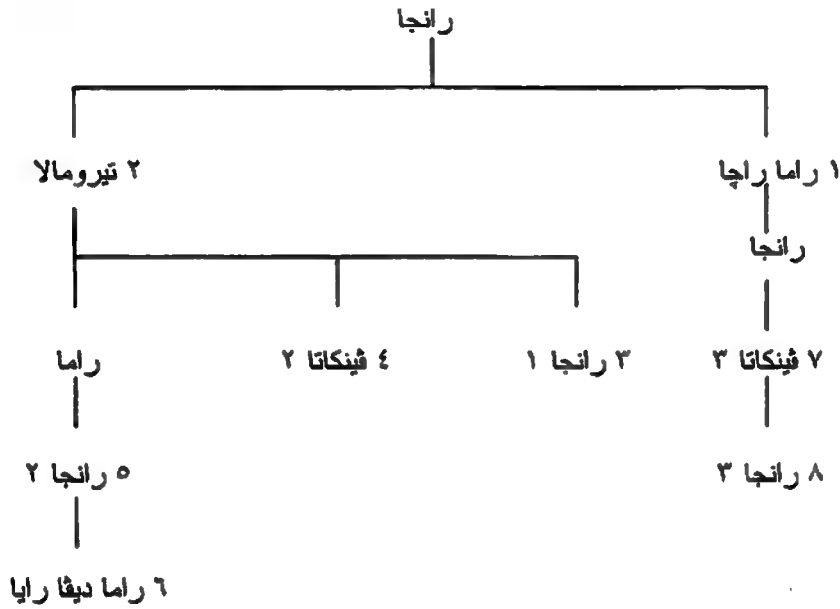 رانجا
١ راما راچا
٢ تيرومالا
رانجا
٧ ڤينكاتا ٣
٣ رانجا ١
٤ ڤينكاتا ٢
راما
٨ رانجا ٣
٥ رانجا ٢
٦ راما ديڤا رايا